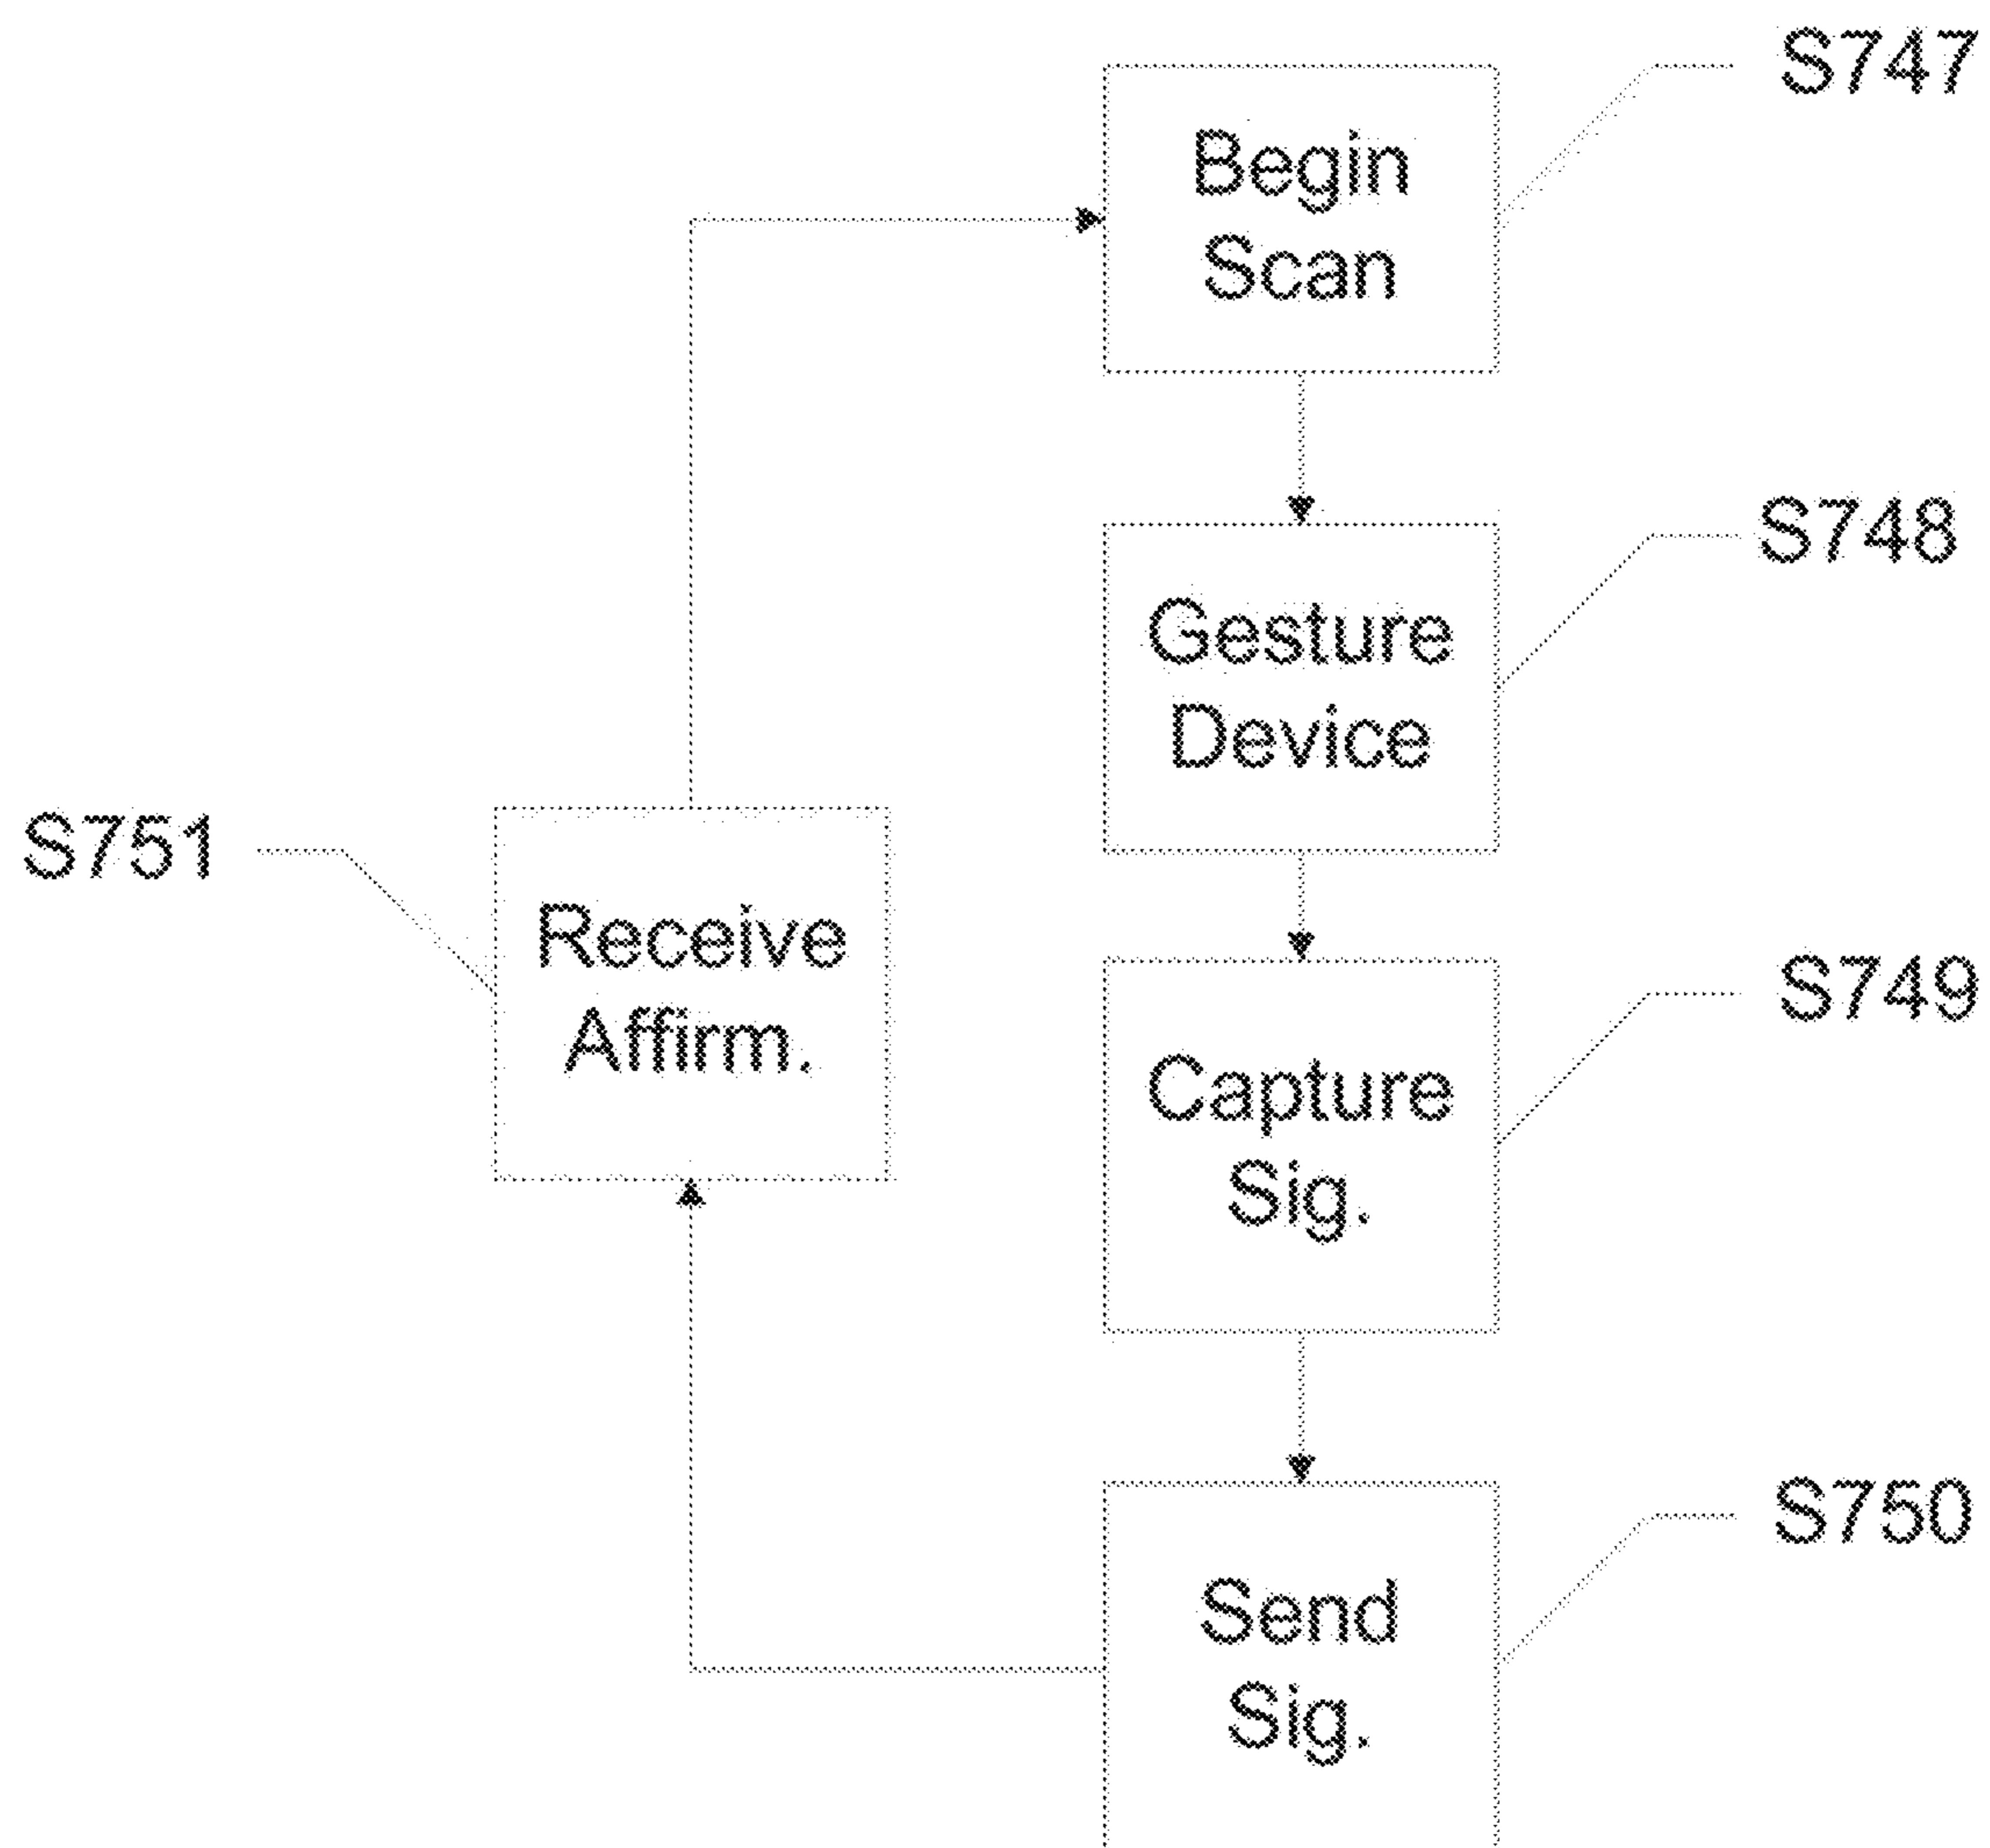 S747
Begin
Scan
S748
Gesture
Device
S751
Receive
Affirm.
S749
Capture
Sig.
S750
Send
Sig.